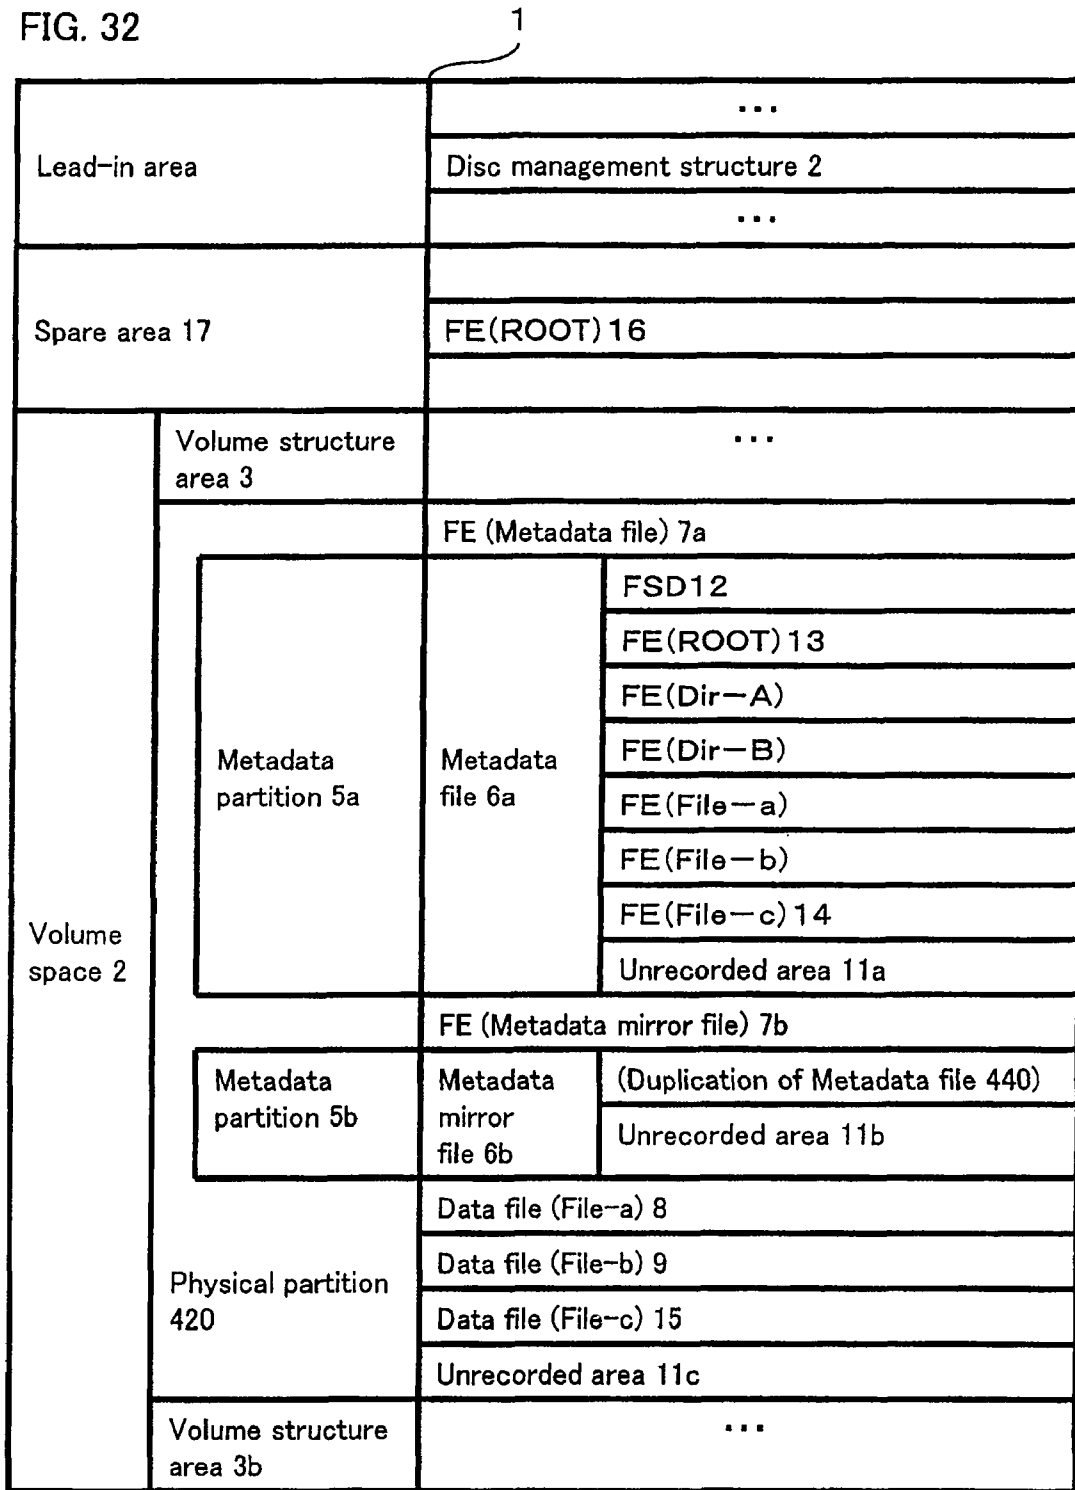 FIG. 32
1
...
Lead-in area
Disc management structure 2
...
Spare area 17
FE(ROOT)16
Volume structure
area 3
...
FE (Metadata file) 7a
FSD12
FE(ROOT)13
FE(Dir-A)
FE(Dir-B)
Metadata
partition 5a
Metadata
file 6a
FE(File-a)
FE(File-b)
FE(File-c)14
Volume
space 2
Unrecorded area 11a
FE (Metadata mirror file) 7b
Metadata
partition 5b
Metadata
mirror
file 6b
(Duplication of Metadata file 440)
Unrecorded area 11b
Data file (File-a) 8
Data file (File-b) 9
Physical partition
420
Data file (File-c) 15
Unrecorded area 11c
Volume structure
area 3b
...